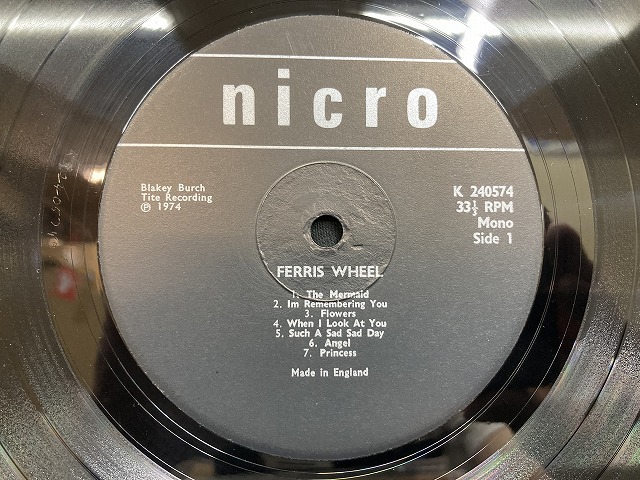 nicro
Blakey Burch
Tite Recording
℗ 1974
K 240574
33⅓ RPM
Mono
Side 1
FERRIS WHEEL
1. The Mermaid
2. Im Remembering You
3. Flowers
4. When I Look At You
5. Such A Sad Sad Day
6. Angel
7. Princess
Made in England